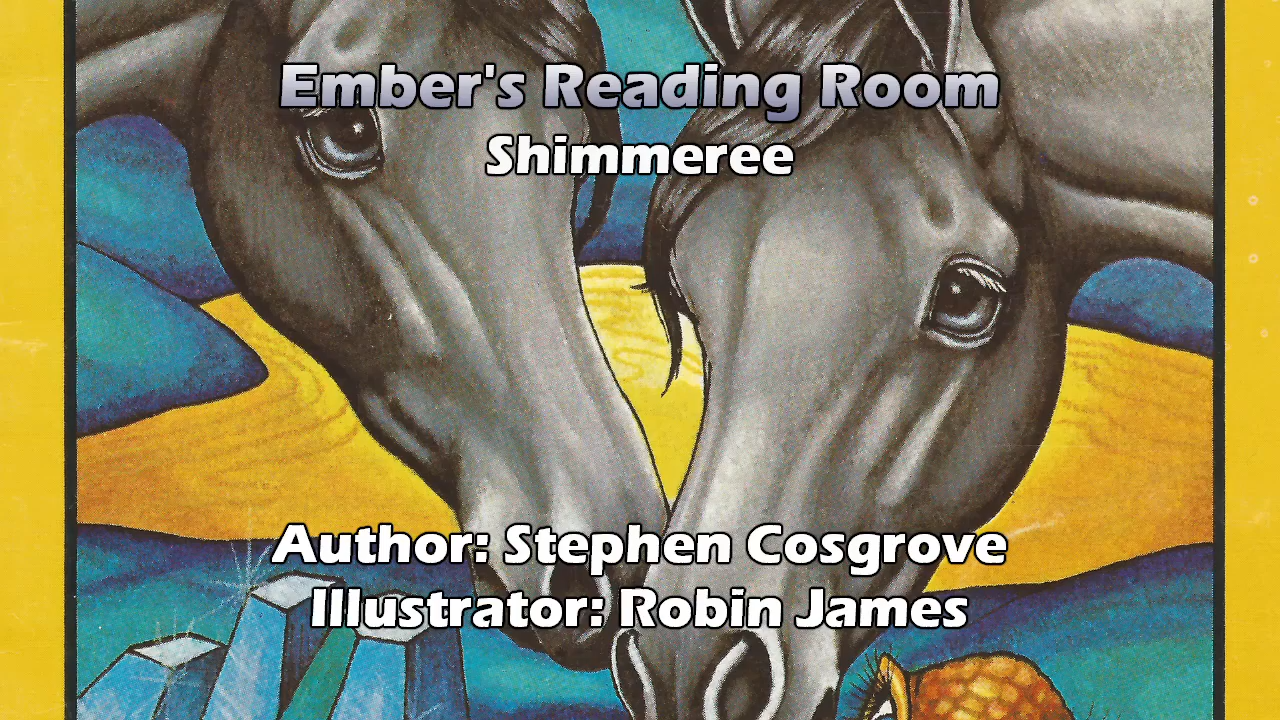 Ember's Reading Room
Shimmeree
Author: Stephen Cosgrove
Illustrator: Robin James